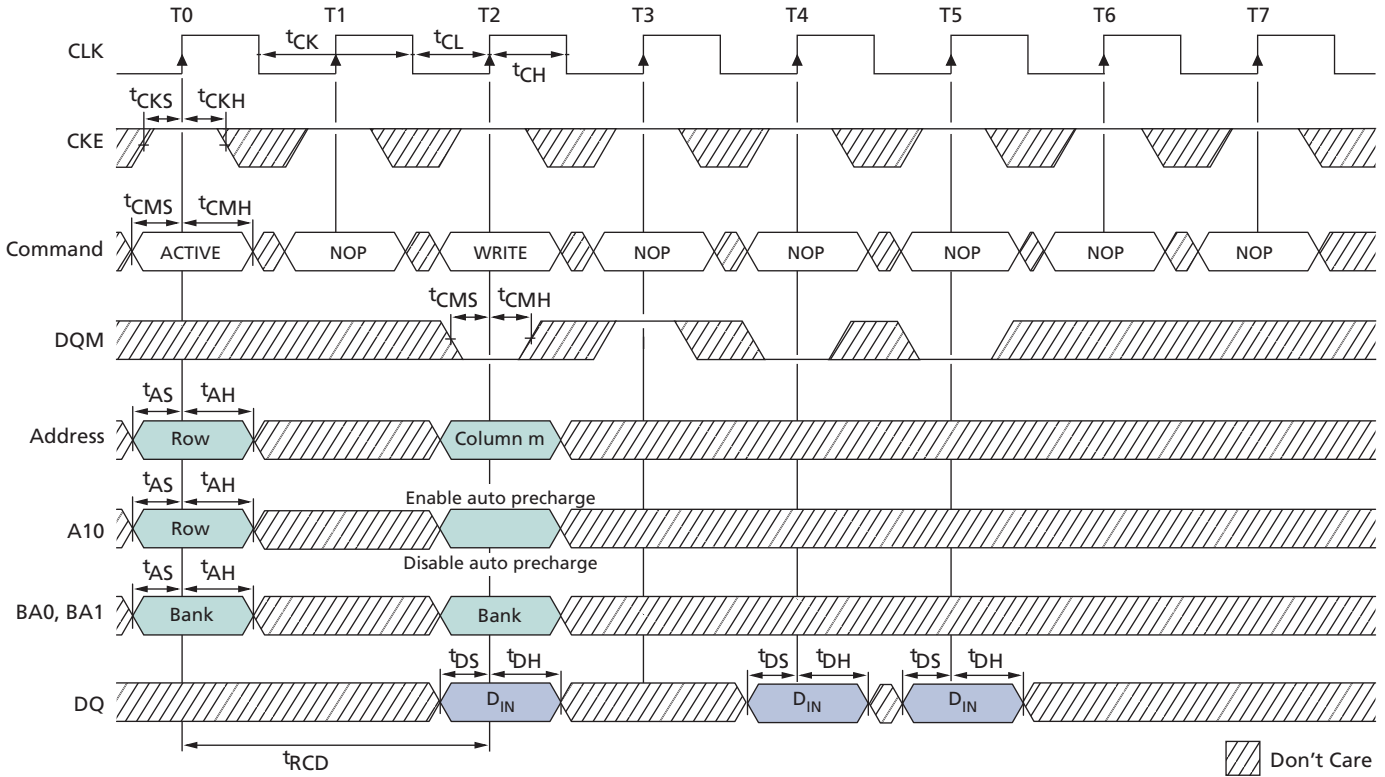 T0 T1 T2 T3 T4 T5 T6 T7
CLK
tCK tCL
tCH
tCKS tCKH
CKE
tCMS tCMH
Command ACTIVE NOP WRITE NOP NOP NOP NOP NOP
tCMS tCMH
DQM
tAS tAH
Address Row Column m
tAS tAH
Enable auto precharge
A10 Row
Disable auto precharge
tAS tAH
BA0, BA1 Bank Bank
tDS tDH tDS tDH tDS tDH
DQ DIN DIN DIN
tRCD
Don't Care